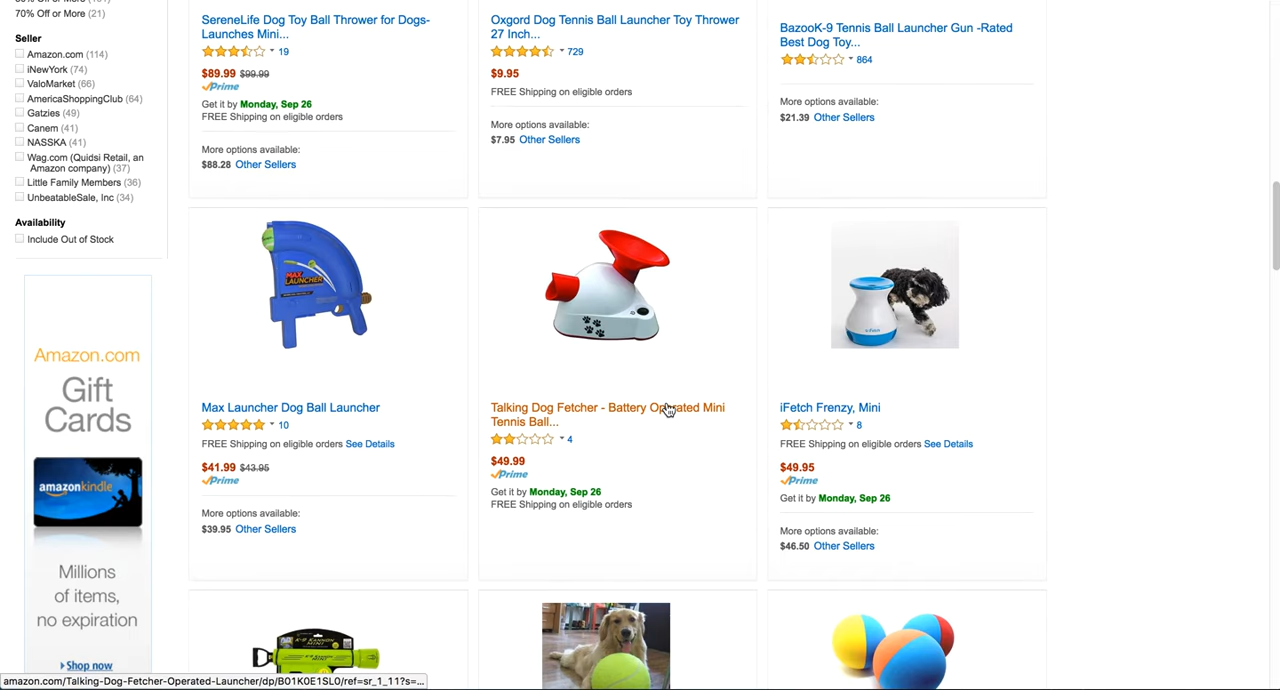 70% Off or More (21)
Seller
Amazon.com (114)
iNewYork (74)
ValoMarket (66)
AmericaShoppingClub (64)
Gatzies (49)
Canem (41)
NASSKA (41)
Wag.com (Quidsi Retail, an
Amazon company) (37)
Little Family Members (36)
UnbeatableSale, Inc (34)
Availability
Include Out of Stock
Amazon.com
Gift
Cards
amazonkindle
Millions
of items,
no expiration
Shop now
SereneLife Dog Toy Ball Thrower for Dogs-
Launches Mini...
19
$89.99 $99.99
Prime
Get it by Monday, Sep 26
FREE Shipping on eligible orders
More options available:
$88.28 Other Sellers
Oxgord Dog Tennis Ball Launcher Toy Thrower
27 Inch...
729
$9.95
FREE Shipping on eligible orders
More options available:
$7.95 Other Sellers
BazooK-9 Tennis Ball Launcher Gun -Rated
Best Dog Toy...
864
More options available:
$21.39 Other Sellers
MAX
LAUNCHER
Max Launcher Dog Ball Launcher
10
FREE Shipping on eligible orders See Details
$41.99 $43.95
Prime
More options available:
$39.95 Other Sellers
Talking Dog Fetcher - Battery Operated Mini
Tennis Ball...
4
$49.99
Prime
Get it by Monday, Sep 26
FREE Shipping on eligible orders
iFetch Frenzy, Mini
8
FREE Shipping on eligible orders See Details
$49.95
Prime
Get it by Monday, Sep 26
More options available:
$46.50 Other Sellers
K-9 KANNON
MINI
amazon.com/Talking-Dog-Fetcher-Operated-Launcher/dp/B01K0E1SL0/ref=sr_1_11?s=...